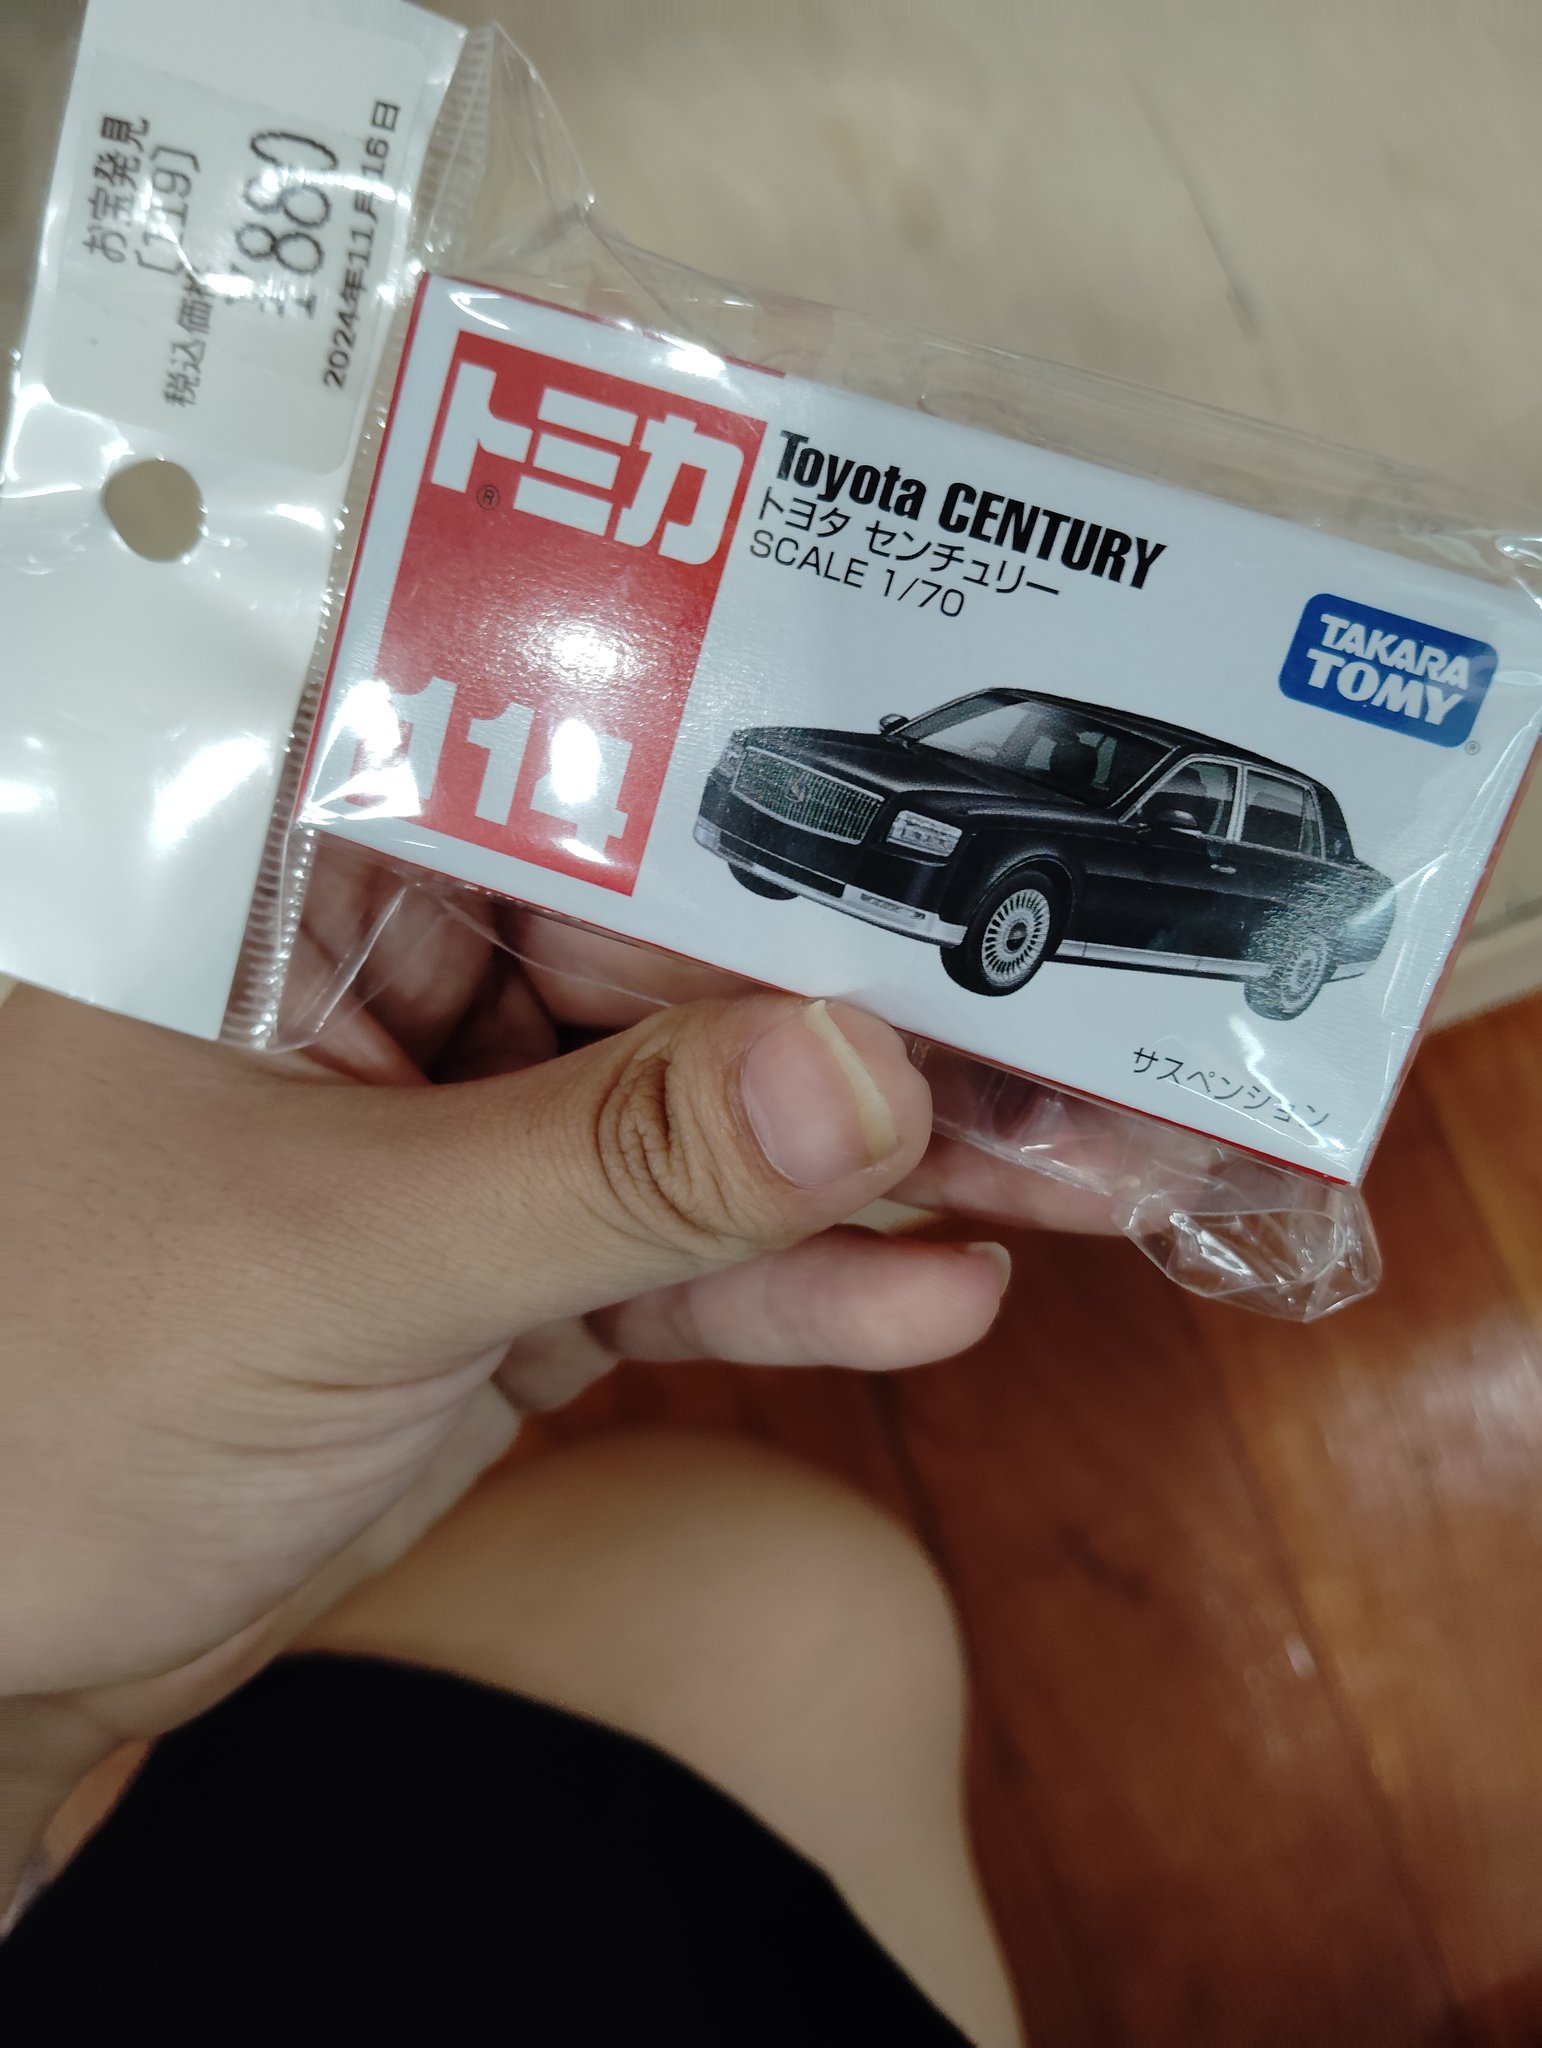 お宝発見
[119]
税込価格
¥880
2024年11月16日
トミカ
®
114
Toyota CENTURY
トヨタ センチュリー
SCALE 1/70
TAKARA
TOMY
®
サスペンション